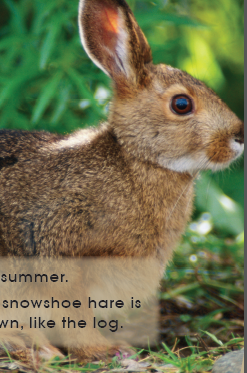 summer.
snowshoe hare is
wn, like the log.